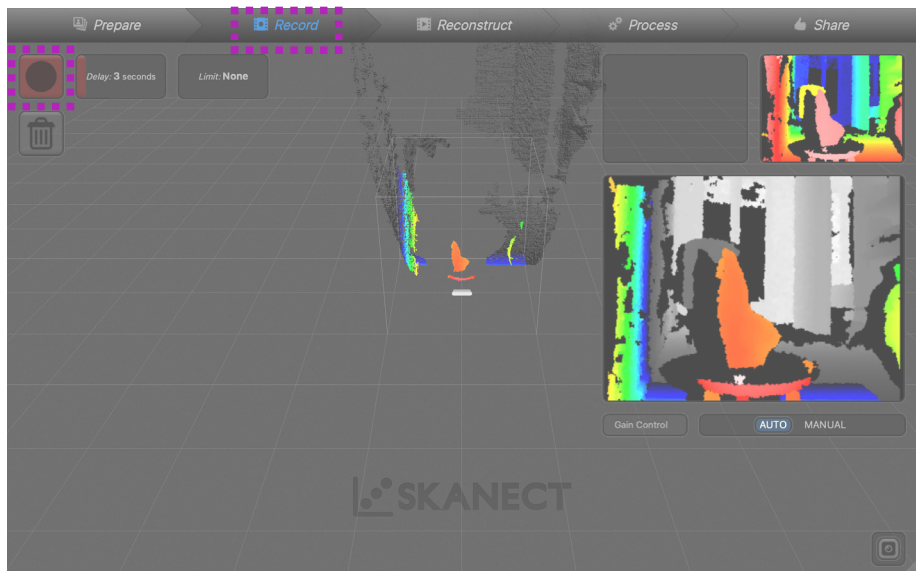 Prepare
Record
Reconstruct
Process
Share
Delay: 3 seconds
Limit: None
Gain Control
AUTO MANUAL
SKANECT